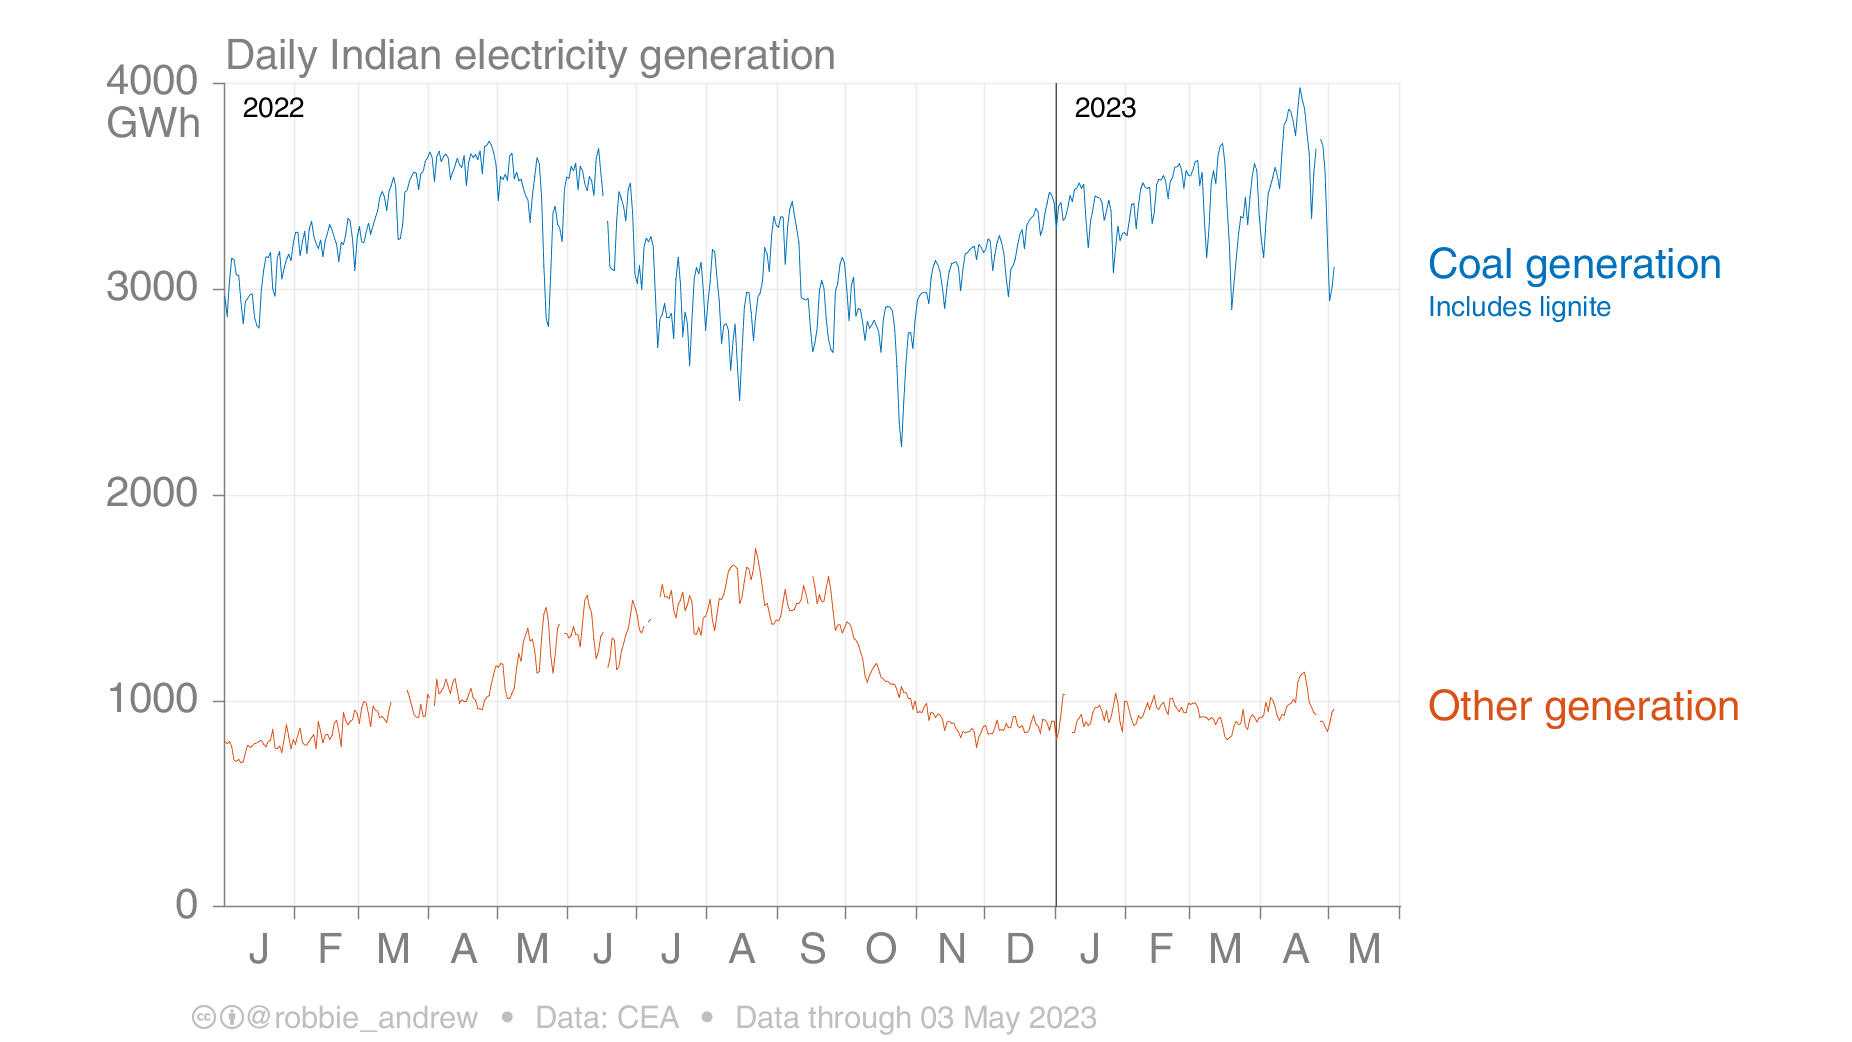 Daily Indian electricity generation
4000
GWh
2022
2023
3000
2000
1000
0
Coal generation
Includes lignite
Other generation
J F M A M J J A S O N D J F M A M
cc @robbie_andrew • Data: CEA • Data through 03 May 2023